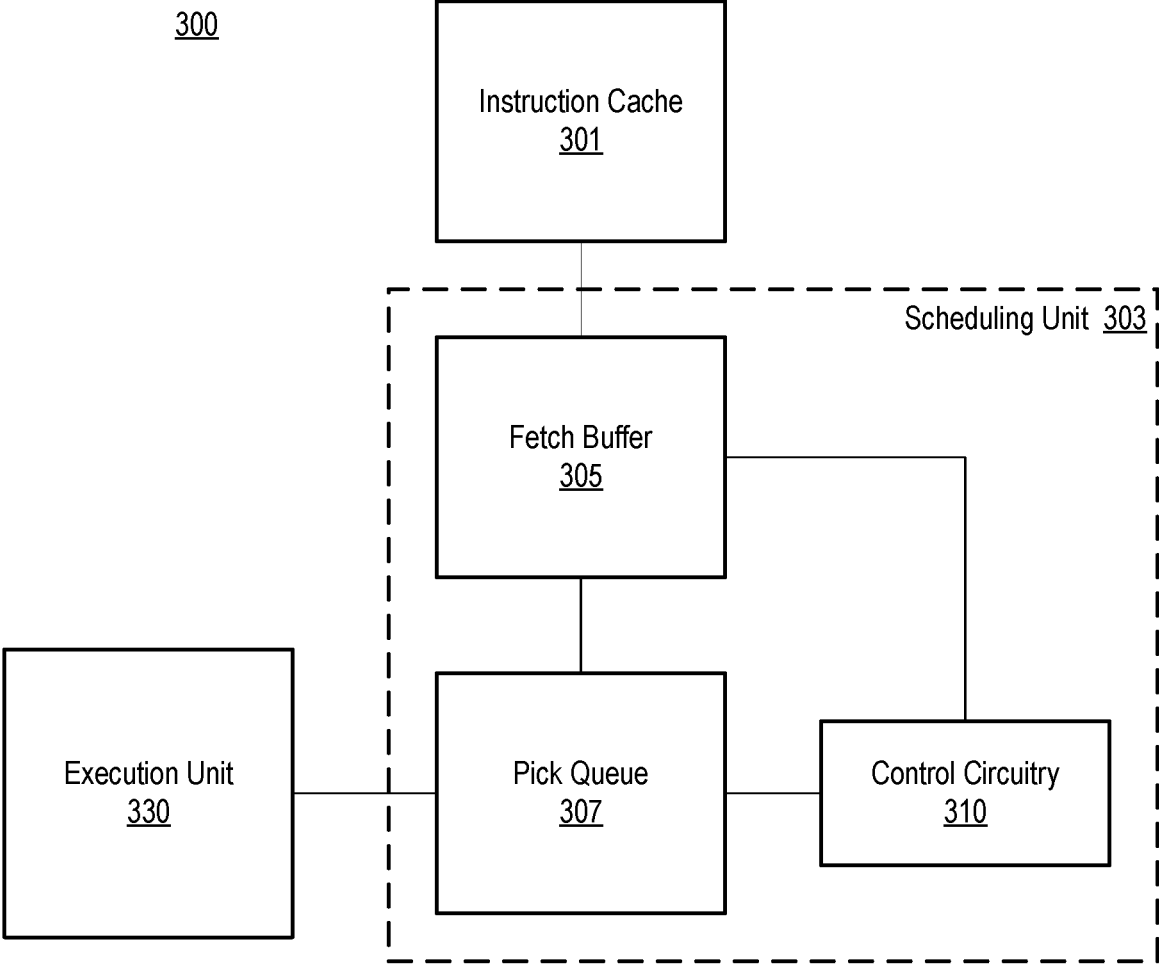 300
Instruction Cache
301
Scheduling Unit 303
Fetch Buffer
305
Execution Unit
330
Pick Queue
307
Control Circuitry
310